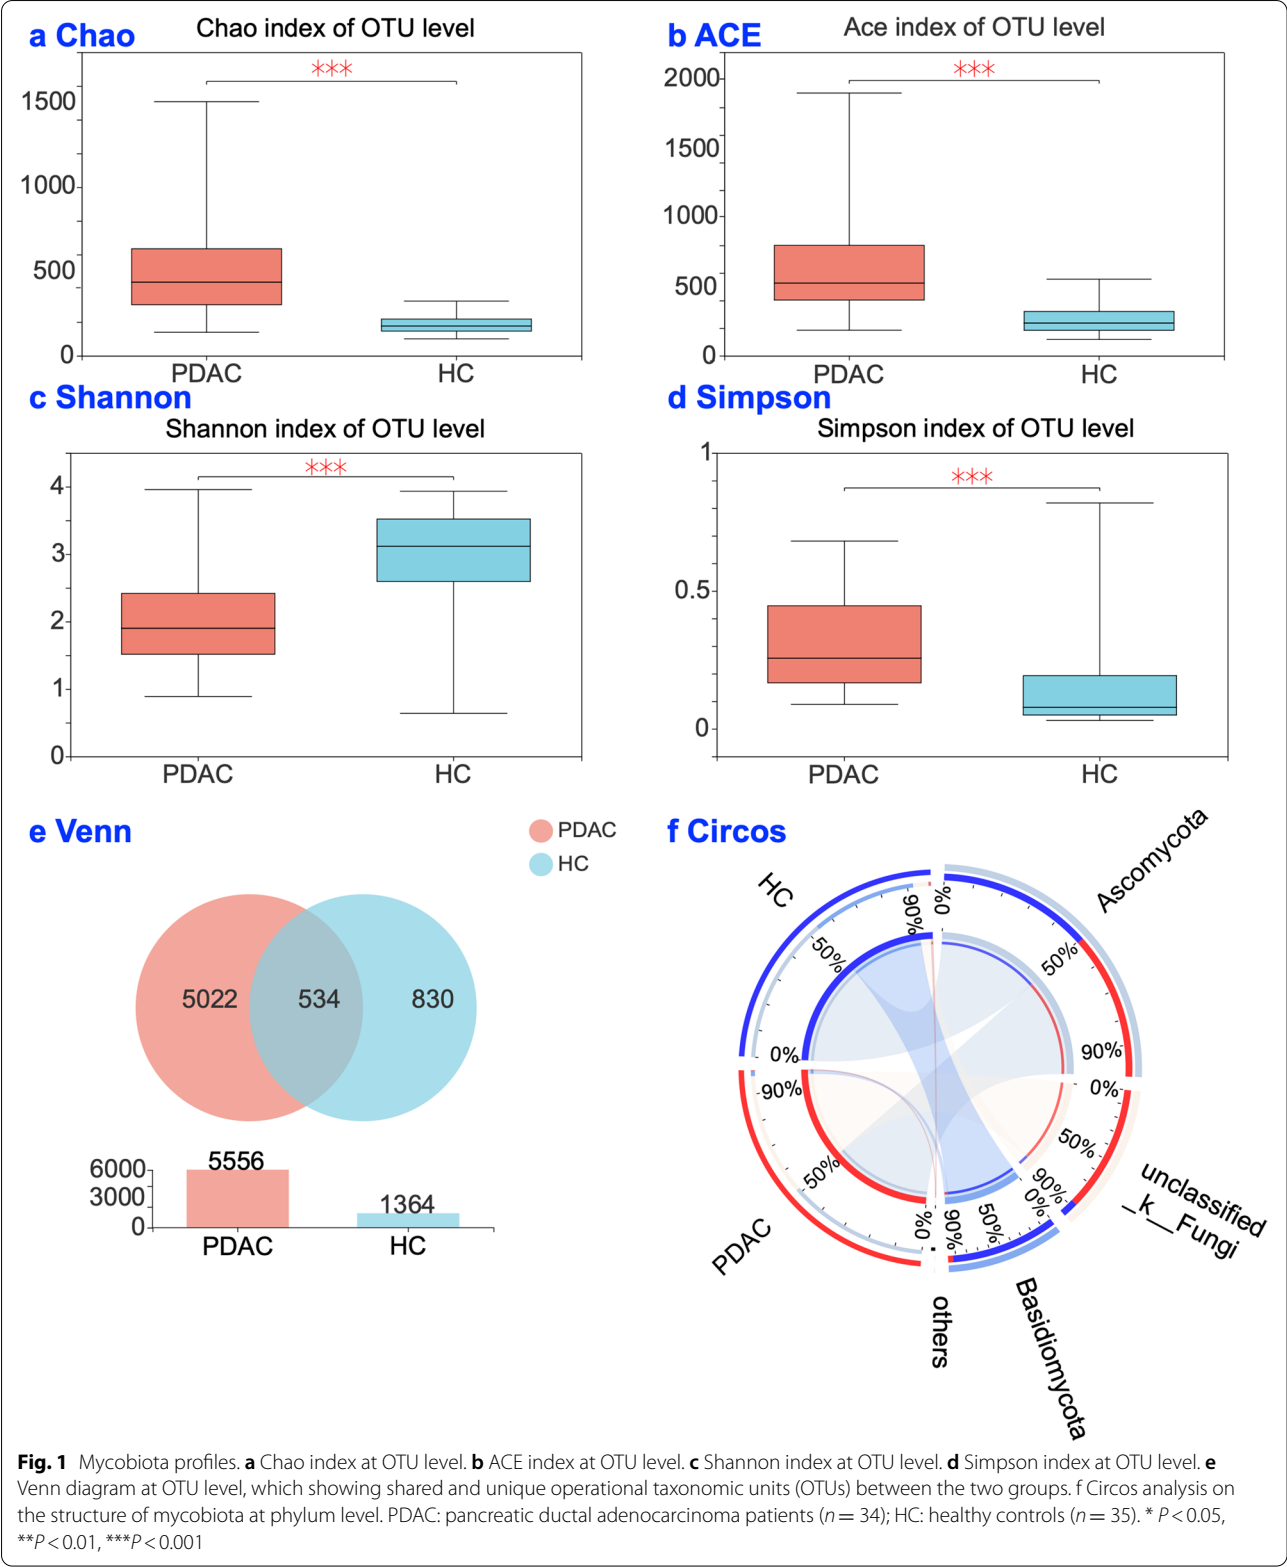 a Chao
Chao index of OTU level
***
1500
1000
500
0
PDAC
HC
b ACE
Ace index of OTU level
***
2000
1500
1000
500
0
PDAC
HC
c Shannon
Shannon index of OTU level
***
4
3
2
1
0
PDAC
HC
d Simpson
Simpson index of OTU level
***
1
0.5
0
PDAC
HC
e Venn
PDAC
HC
5022
534
830
6000
3000
0
5556
1364
PDAC
HC
f Circos
HC
0%
50%
90%
Ascomycota
0%
50%
90%
unclassified
_k__Fungi
0%
50%
90%
Basidiomycota
0%
50%
90%
others
PDAC
0%
50%
90%
Fig. 1 Mycobiota profiles. a Chao index at OTU level. b ACE index at OTU level. c Shannon index at OTU level. d Simpson index at OTU level. e
Venn diagram at OTU level, which showing shared and unique operational taxonomic units (OTUs) between the two groups. f Circos analysis on
the structure of mycobiota at phylum level. PDAC: pancreatic ductal adenocarcinoma patients (n = 34); HC: healthy controls (n = 35). * P < 0.05,
**P < 0.01, ***P < 0.001